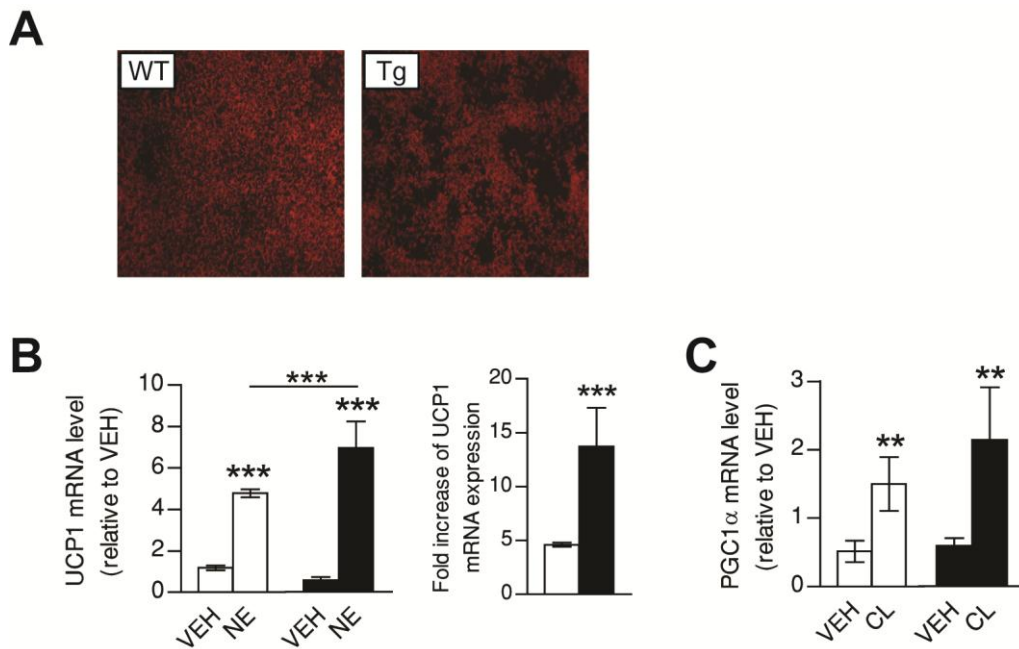 A
WT
Tg
B
UCP1 mRNA level
(relative to VEH)
10
8
6
4
2
0
***
***
***
VEH
NE
VEH
NE
Fold increase of UCP1
mRNA expression
20
15
10
5
0
***
C
PGC1α mRNA level
(relative to VEH)
3
2
1
0
**
**
VEH
CL
VEH
CL